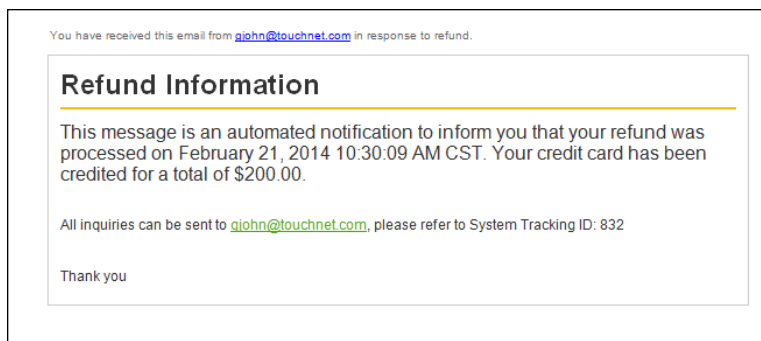 You have received this email from gjohn@touchnet.com in response to refund.
Refund Information
This message is an automated notification to inform you that your refund was
processed on February 21, 2014 10:30:09 AM CST. Your credit card has been
credited for a total of $200.00.
All inquiries can be sent to gjohn@touchnet.com, please refer to System Tracking ID: 832
Thank you